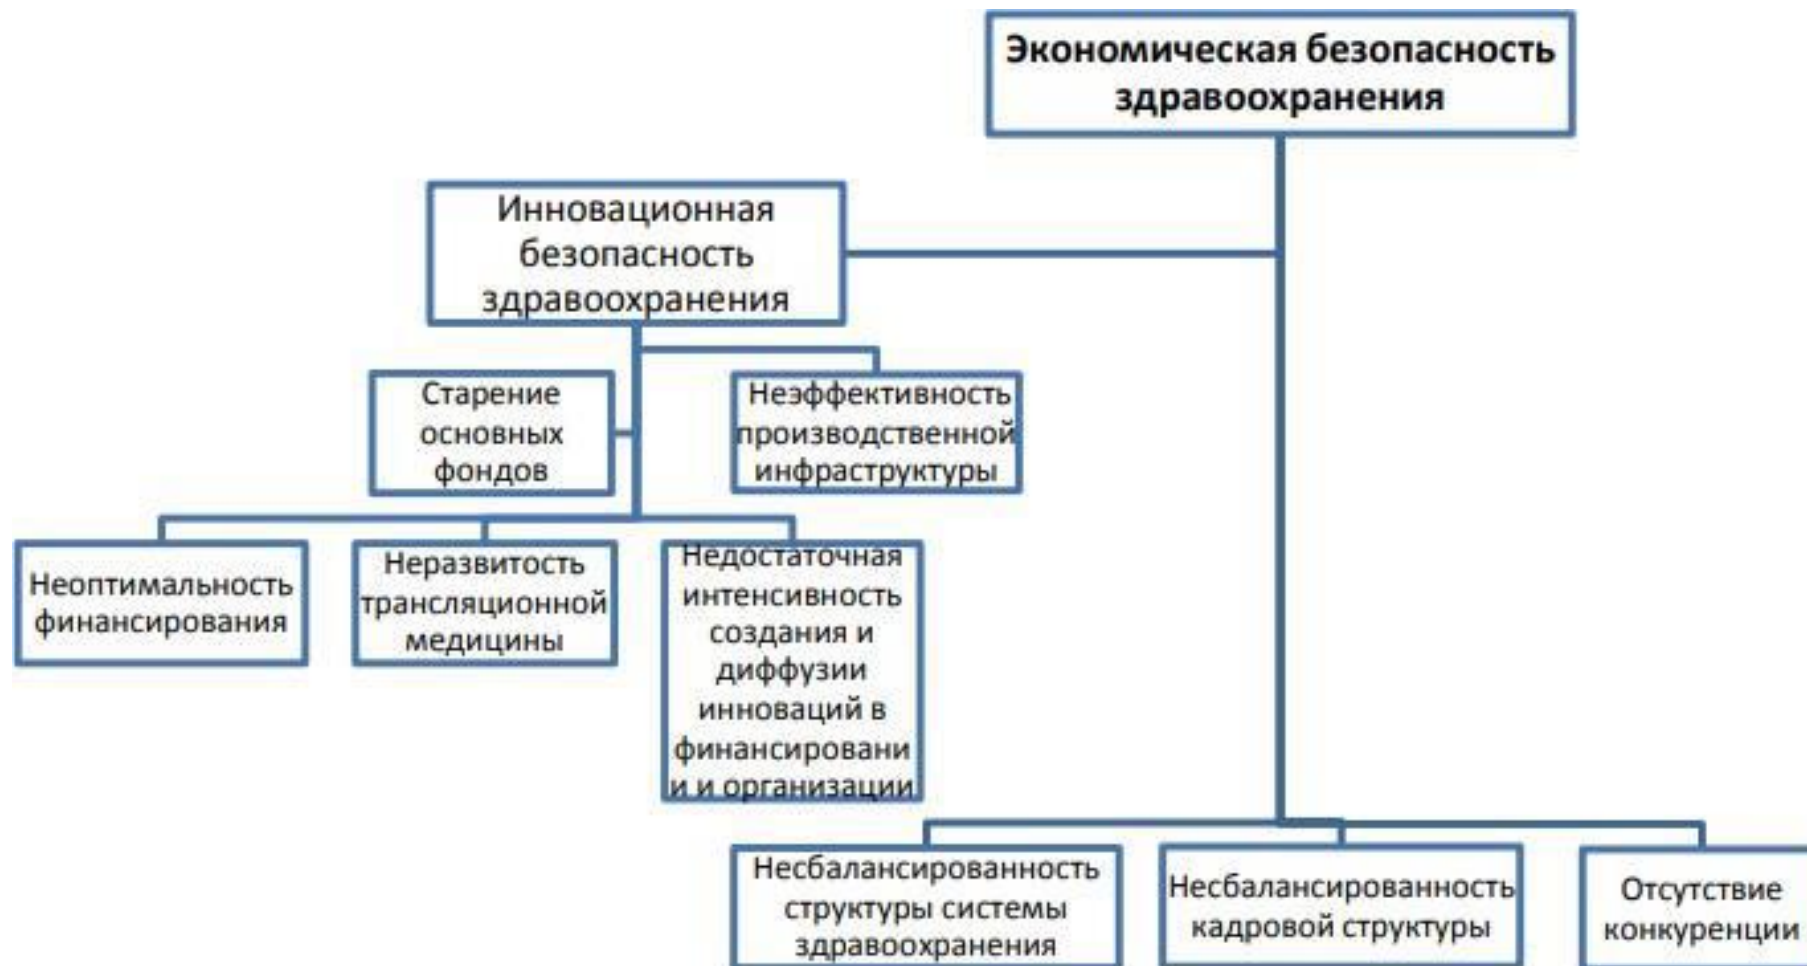 Экономическая безопасность
здравоохранения
Инновационная
безопасность
здравоохранения
Старение
основных
фондов
Неэффективность
производственной
инфраструктуры
Неоптимальность
финансирования
Неразвитость
трансляционной
медицины
Недостаточная
интенсивность
создания и
диффузии
инноваций в
финансировани
и и организации
Несбалансированность
структуры системы
здравоохранения
Несбалансированность
кадровой структуры
Отсутствие
конкуренции